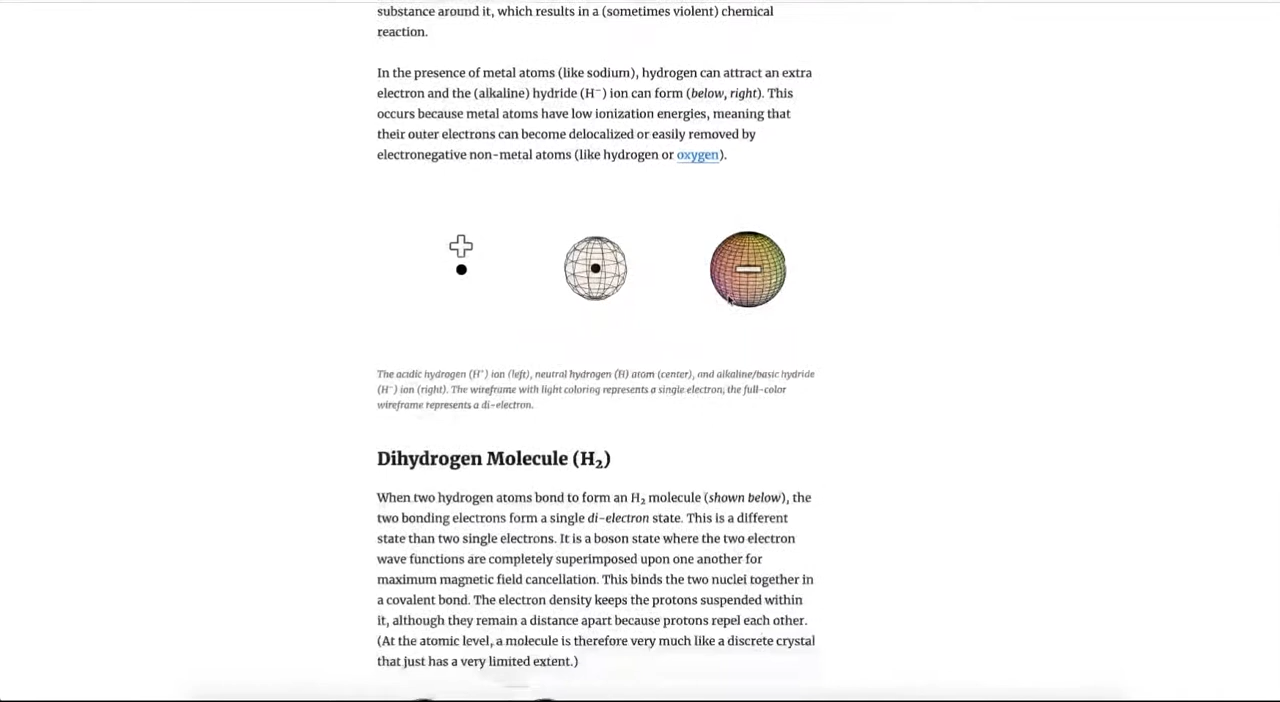 substance around it, which results in a (sometimes violent) chemical
reaction.
In the presence of metal atoms (like sodium), hydrogen can attract an extra
electron and the (alkaline) hydride (H⁻) ion can form (below, right). This
occurs because metal atoms have low ionization energies, meaning that
their outer electrons can become delocalized or easily removed by
electronegative non-metal atoms (like hydrogen or oxygen).
The acidic hydrogen (H⁺) ion (left), neutral hydrogen (H) atom (center), and alkaline/basic hydride
(H⁻) ion (right). The wireframe with light coloring represents a single electron; the full-color
wireframe represents a di-electron.
Dihydrogen Molecule (H₂)
When two hydrogen atoms bond to form an H₂ molecule (shown below), the
two bonding electrons form a single di-electron state. This is a different
state than two single electrons. It is a boson state where the two electron
wave functions are completely superimposed upon one another for
maximum magnetic field cancellation. This binds the two nuclei together in
a covalent bond. The electron density keeps the protons suspended within
it, although they remain a distance apart because protons repel each other.
(At the atomic level, a molecule is therefore very much like a discrete crystal
that just has a very limited extent.)